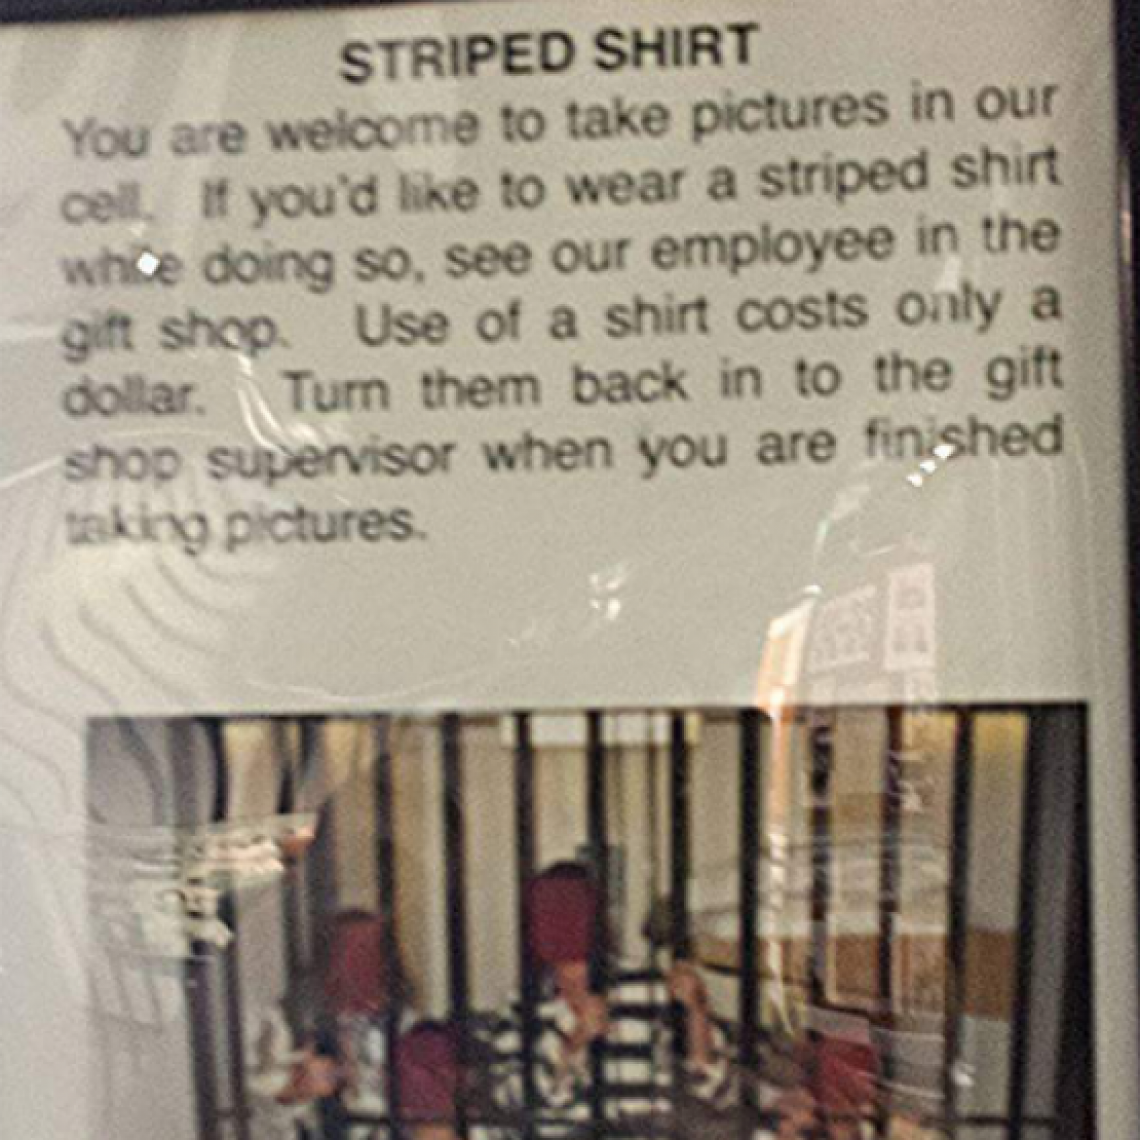 STRIPED SHIRT
You are welcome to take pictures in our
cell. If you'd like to wear a striped shirt
while doing so, see our employee in the
gift shop. Use of a shirt costs only a
dollar. Turn them back in to the gift
shop supervisor when you are finished
taking pictures.